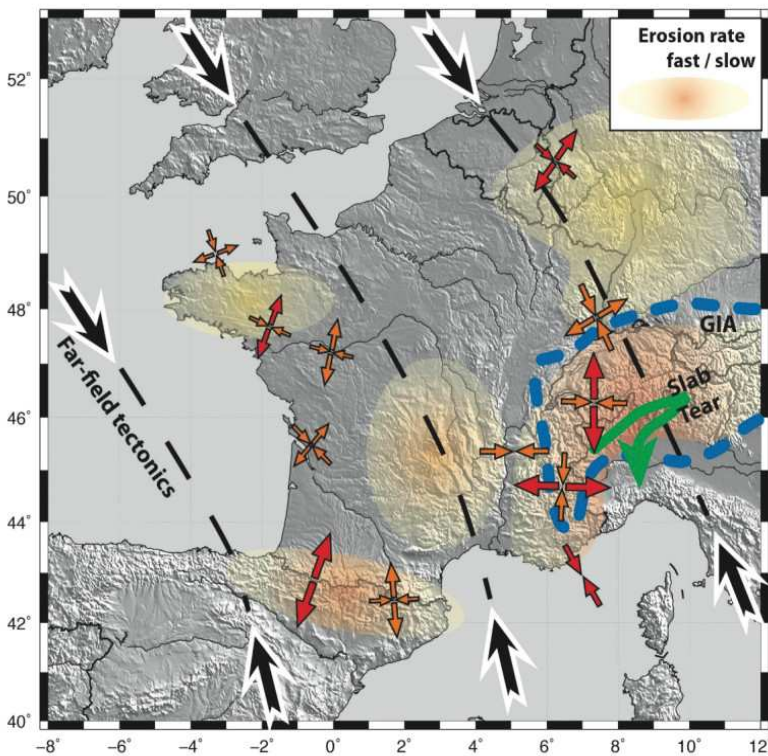 Erosion rate
fast / slow
52°
50°
48°
46°
44°
42°
40°
GIA
Slab
Tear
Far-field tectonics
-8° -6° -4° -2° 0° 2° 4° 6° 8° 10° 12